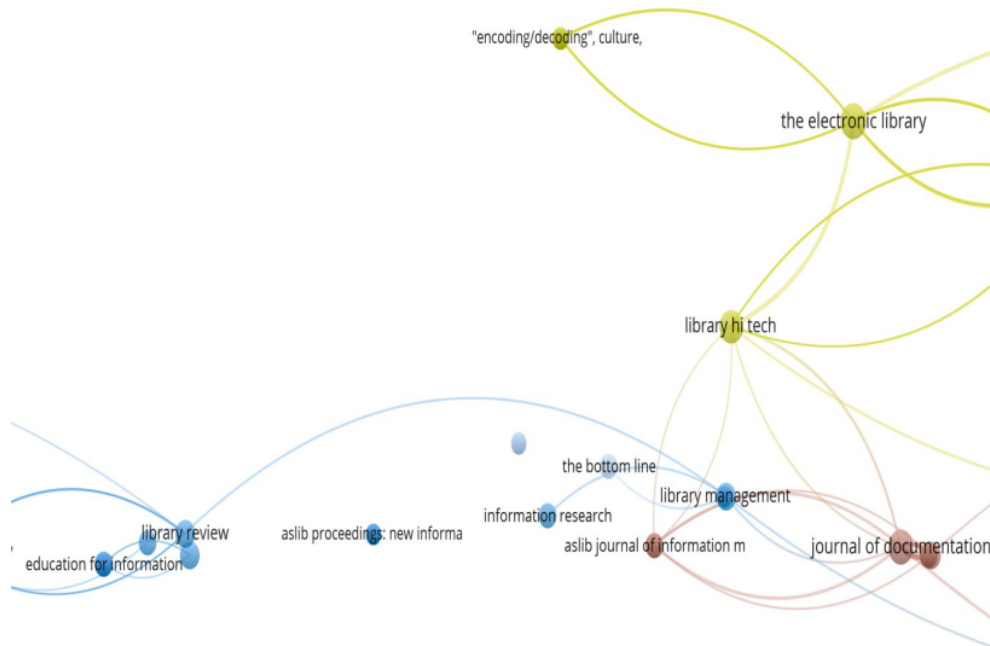 "encoding/decoding", culture,
the electronic library
library hi tech
the bottom line
library management
information research
library review
aslib proceedings: new informa
aslib journal of information m
journal of documentation
education for information